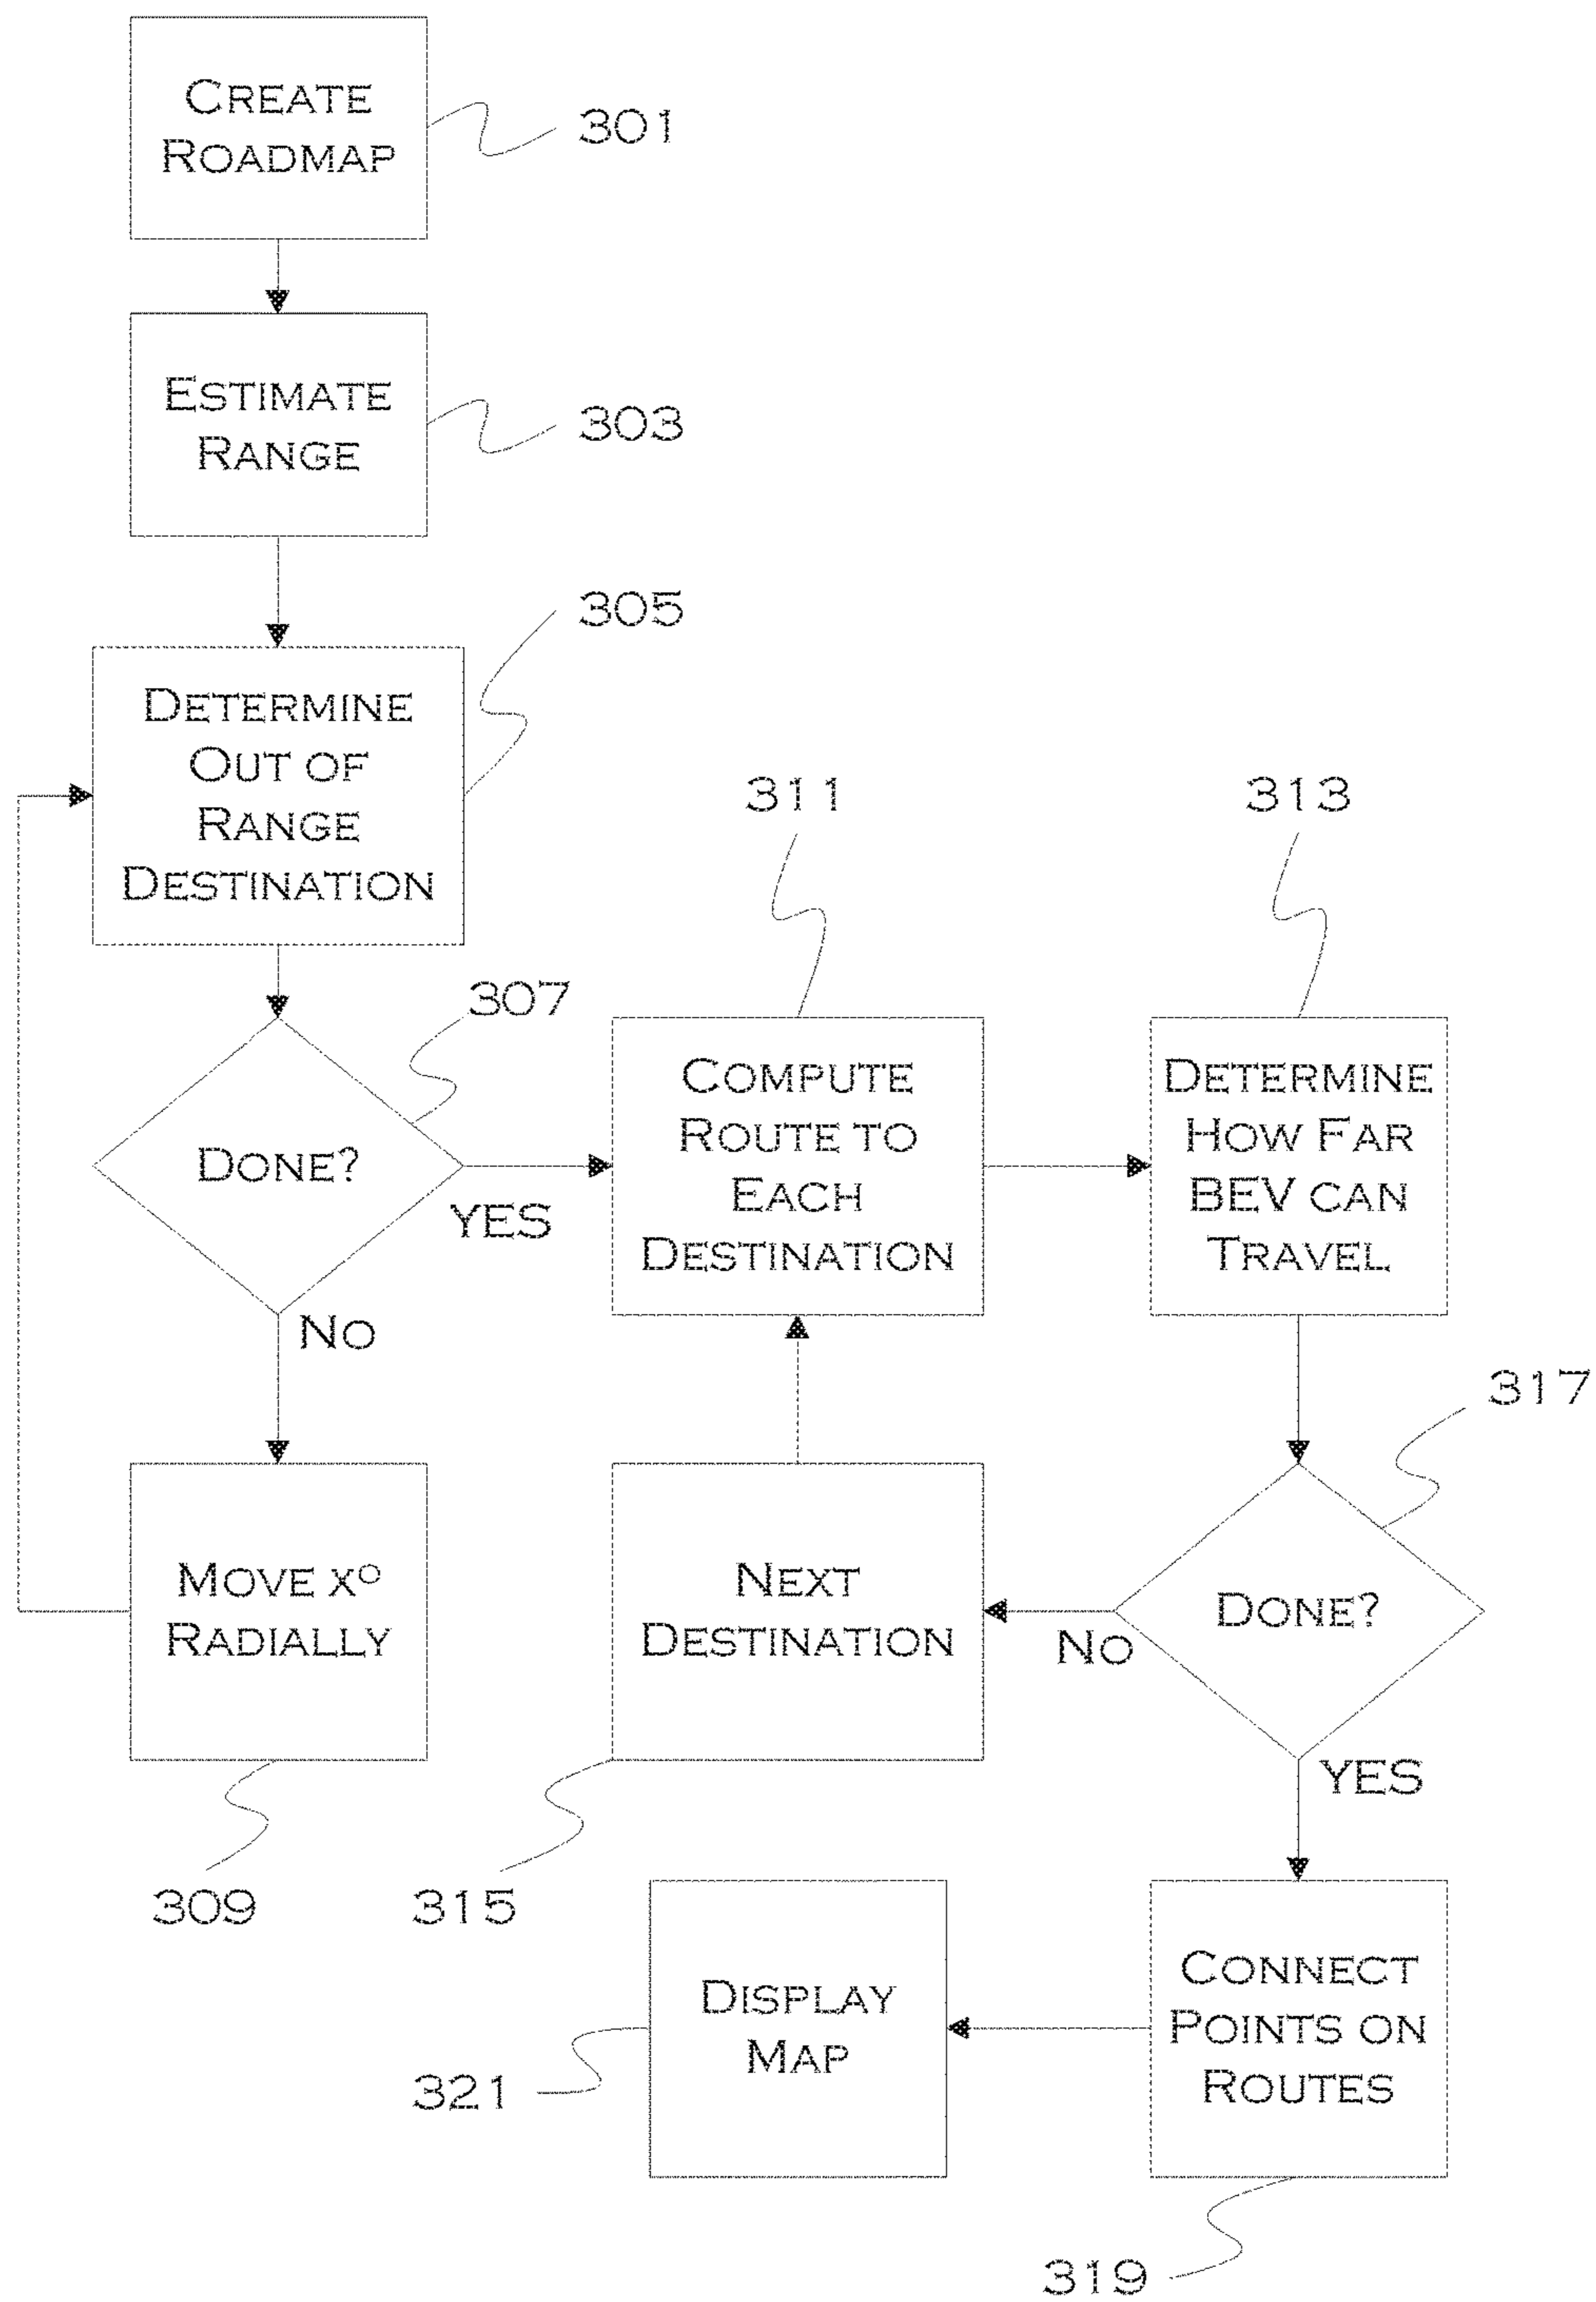 CREATE
ROADMAP
301
ESTIMATE
RANGE
303
305
DETERMINE
OUT OF
RANGE
DESTINATION
311
313
307
DONE?
YES
NO
COMPUTE
ROUTE TO
EACH
DESTINATION
DETERMINE
HOW FAR
BEV CAN
TRAVEL
317
MOVE X°
RADIALLY
309
NEXT
DESTINATION
315
DONE?
NO
YES
DISPLAY
MAP
321
CONNECT
POINTS ON
ROUTES
319